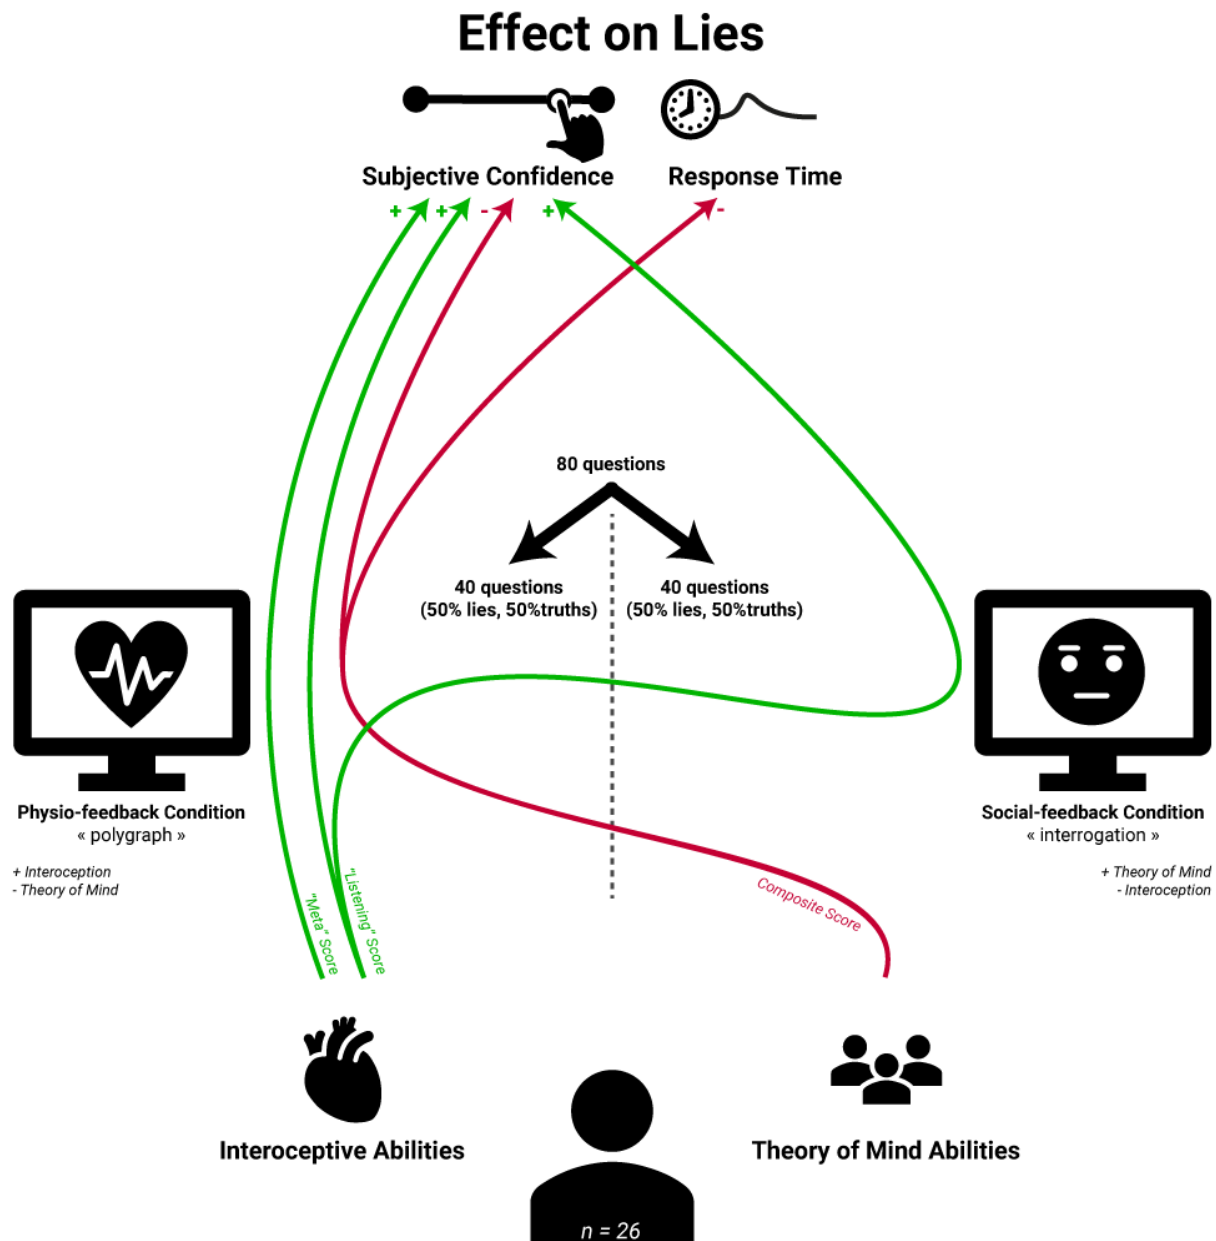 Effect on Lies
Subjective Confidence
Response Time
+
+
-
+
-
80 questions
40 questions
(50% lies, 50%truths)
40 questions
(50% lies, 50%truths)
Physio-feedback Condition
« polygraph »
+ Interoception
- Theory of Mind
Social-feedback Condition
« interrogation »
+ Theory of Mind
- Interoception
"Meta" Score
"Listening" Score
Composite Score
Interoceptive Abilities
Theory of Mind Abilities
n = 26